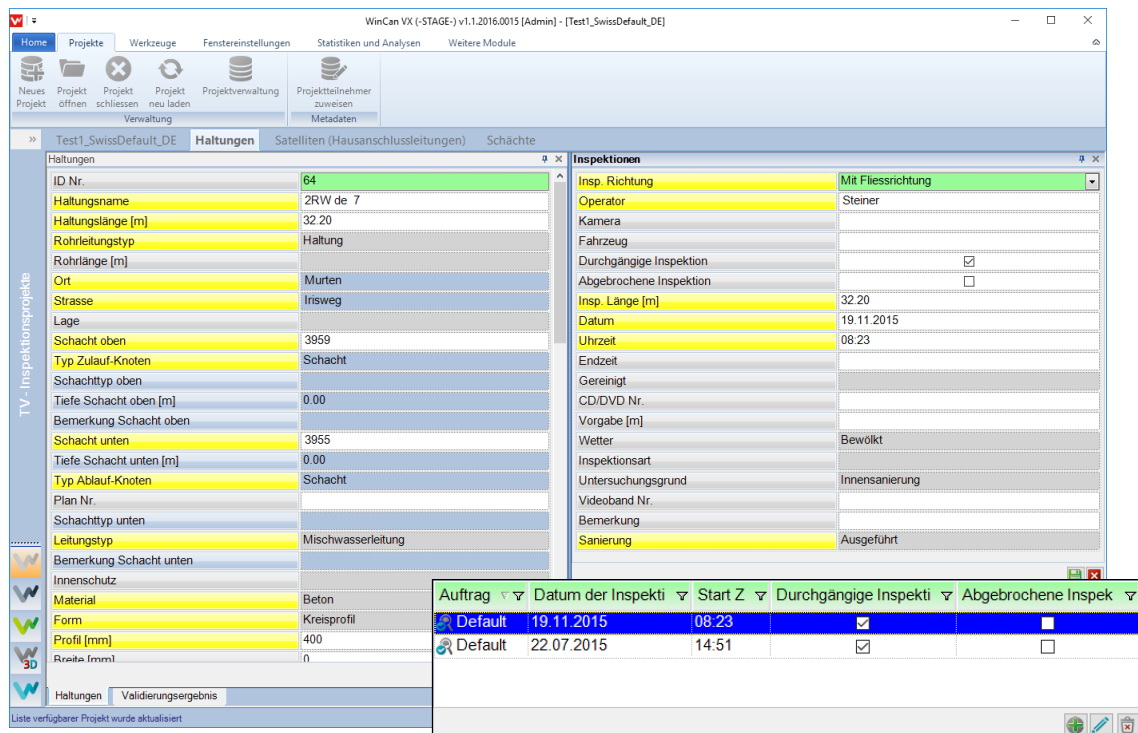 WinCan VX (-STAGE-) v1.1.2016.0015 [Admin] - [Test1_SwissDefault_DE]
Home Projekte Werkzeuge Fenstereinstellungen Statistiken und Analysen Weitere Module
Neues Projekt Projekt Projekt Projektverwaltung Projektteilnehmer
Projekt öffnen schliessen neu laden zuweisen
Verwaltung Metadaten
» Test1_SwissDefault_DE Haltungen Satelliten (Hausanschlussleitungen) Schächte
TV - Inspektionsprojekte
Haltungen
ID Nr. 64
Haltungsname 2RW de 7
Haltungslänge [m] 32.20
Rohrleitungstyp Haltung
Rohrlänge [m]
Ort Murten
Strasse Irisweg
Lage
Schacht oben 3959
Typ Zulauf-Knoten Schacht
Schachttyp oben
Tiefe Schacht oben [m] 0.00
Bemerkung Schacht oben
Schacht unten 3955
Tiefe Schacht unten [m] 0.00
Typ Ablauf-Knoten Schacht
Plan Nr.
Schachttyp unten
Leitungstyp Mischwasserleitung
Bemerkung Schacht unten
Innenschutz
Material Beton
Form Kreisprofil
Profil [mm] 400
Breite [mm] 0
Haltungen Validierungsergebnis
Liste verfügbarer Projekt wurde aktualisiert
3D
Inspektionen
Insp. Richtung Mit Fliessrichtung
Operator Steiner
Kamera
Fahrzeug
Durchgängige Inspektion
Abgebrochene Inspektion
Insp. Länge [m] 32.20
Datum 19.11.2015
Uhrzeit 08:23
Endzeit
Gereinigt
CD/DVD Nr.
Vorgabe [m]
Wetter Bewölkt
Inspektionsart
Untersuchungsgrund Innensanierung
Videoband Nr.
Bemerkung
Sanierung Ausgeführt
Auftrag Datum der Inspekti Start Z Durchgängige Inspekti Abgebrochene Inspek
Default 19.11.2015 08:23
Default 22.07.2015 14:51